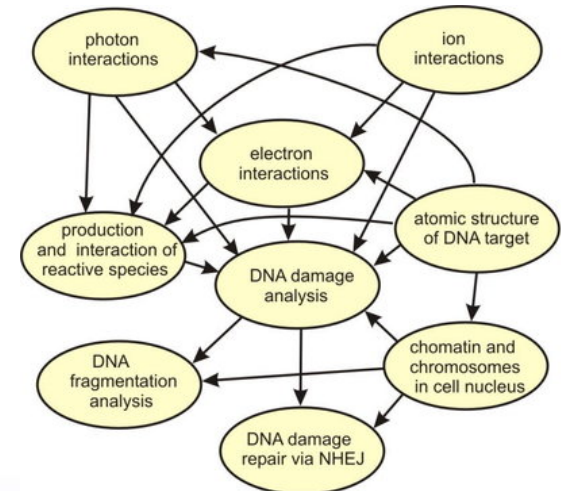 photon
interactions
ion
interactions
electron
interactions
atomic structure
of DNA target
production
and interaction of
reactive species
DNA damage
analysis
chomatin and
chromosomes
in cell nucleus
DNA
fragmentation
analysis
DNA damage
repair via NHEJ